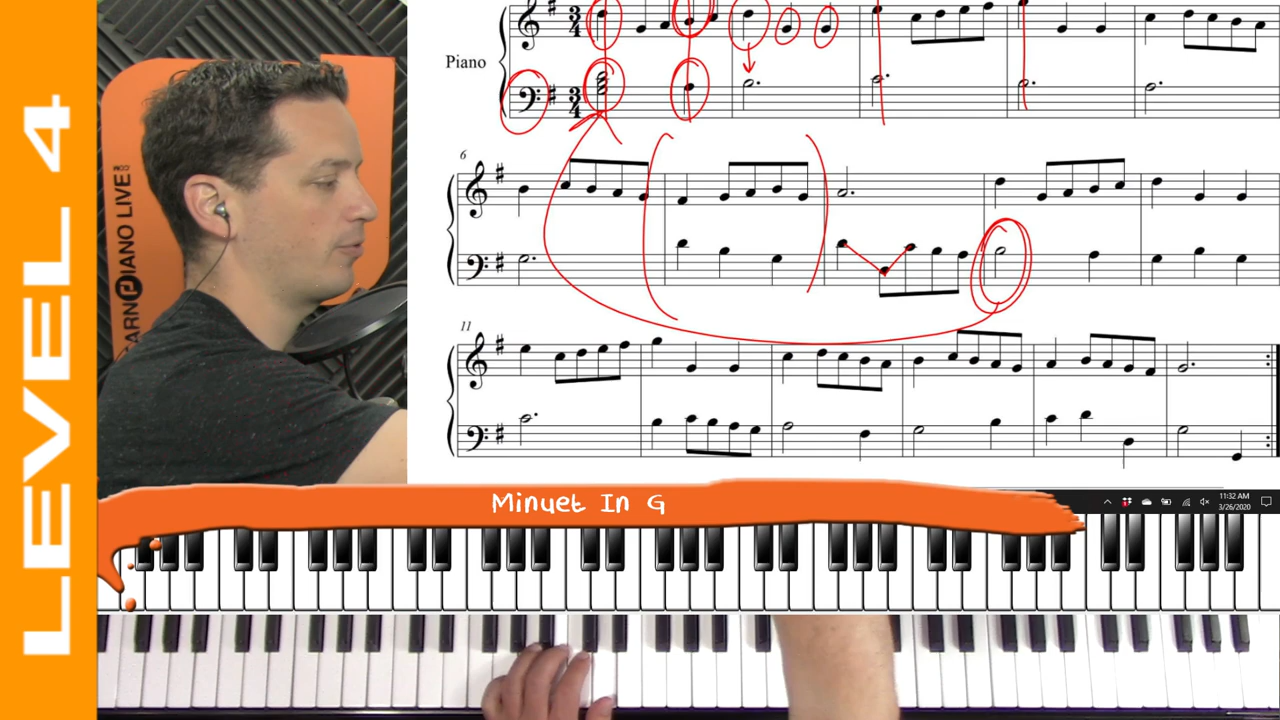 LEVEL 4
ARN PIANO LIVE!
Piano
3
4
3
4
6
11
Minuet In G
11:32 AM
3/26/2020